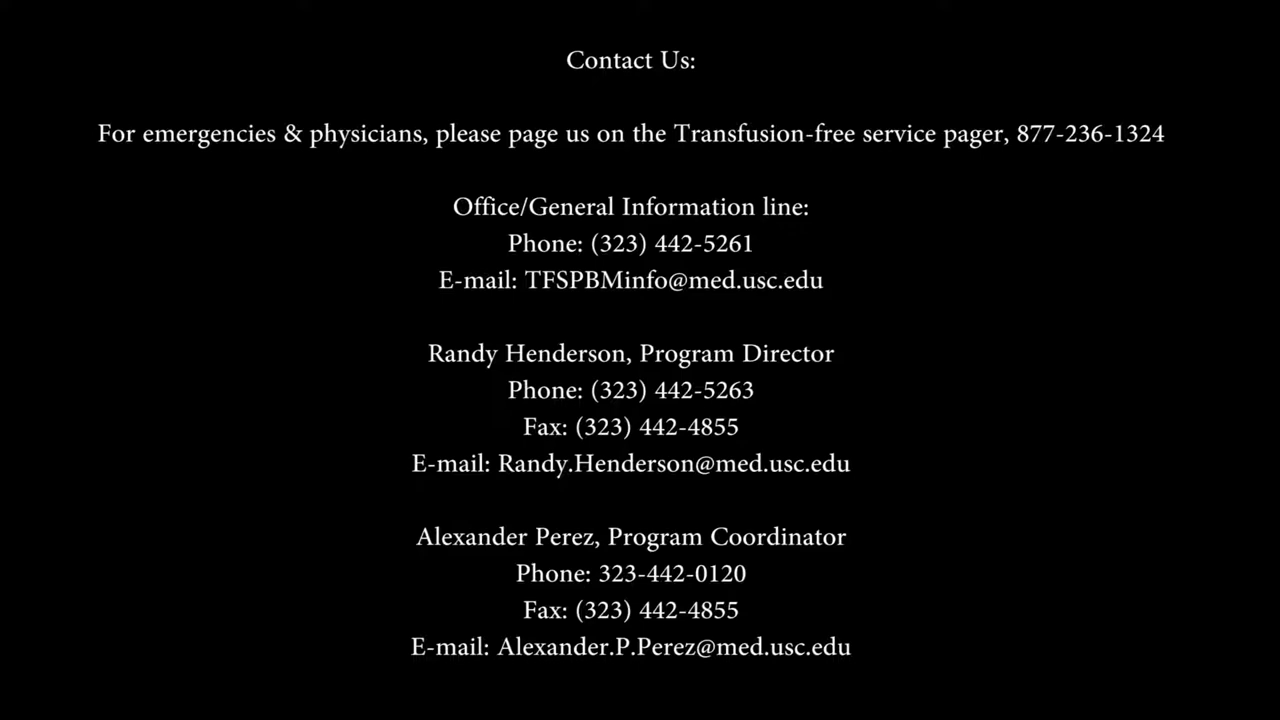 Contact Us:
For emergencies & physicians, please page us on the Transfusion-free service pager, 877-236-1324
Office/General Information line:
Phone: (323) 442-5261
E-mail: TFSPBMinfo@med.usc.edu
Randy Henderson, Program Director
Phone: (323) 442-5263
Fax: (323) 442-4855
E-mail: Randy.Henderson@med.usc.edu
Alexander Perez, Program Coordinator
Phone: 323-442-0120
Fax: (323) 442-4855
E-mail: Alexander.P.Perez@med.usc.edu